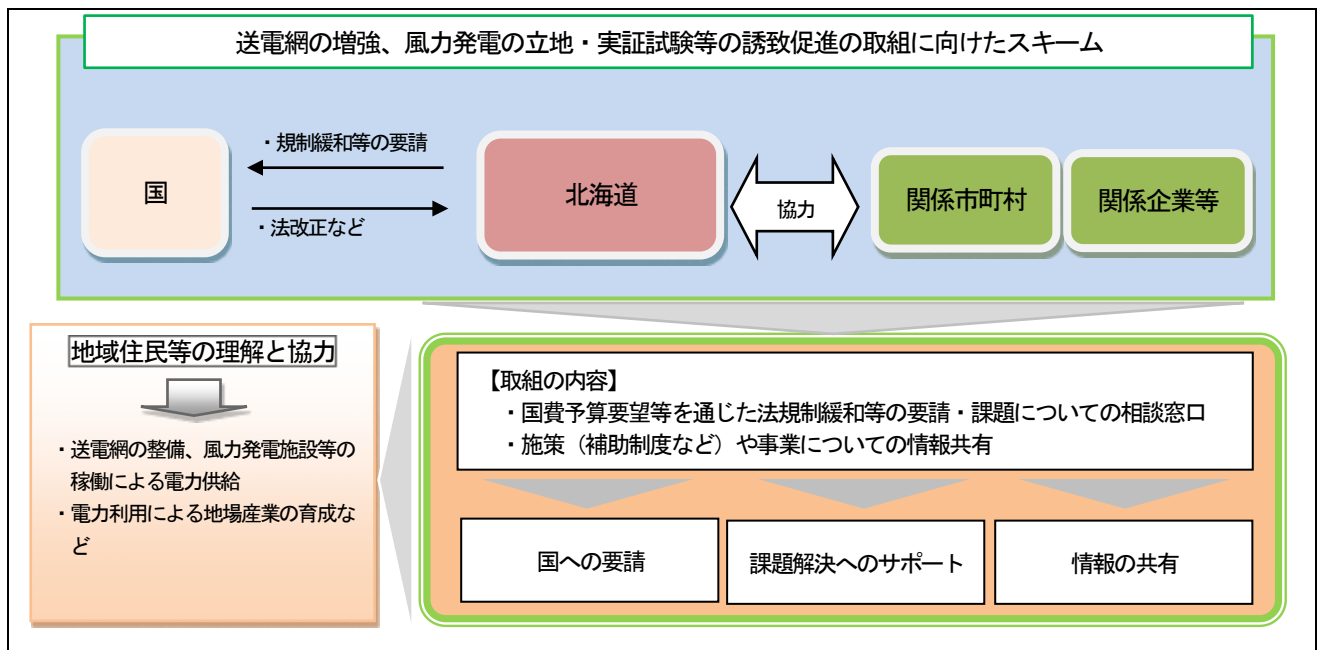 送電網の増強、風力発電の立地・実証試験等の誘致促進の取組に向けたスキーム
国
・規制緩和等の要請
・法改正など
北海道
協力
関係市町村
関係企業等
地域住民等の理解と協力
・送電網の整備、風力発電施設等の
稼働による電力供給
・電力利用による地場産業の育成な
ど
【取組の内容】
・国費予算要望等を通じた法規制緩和等の要請・課題についての相談窓口
・施策（補助制度など）や事業についての情報共有
国への要請
課題解決へのサポート
情報の共有